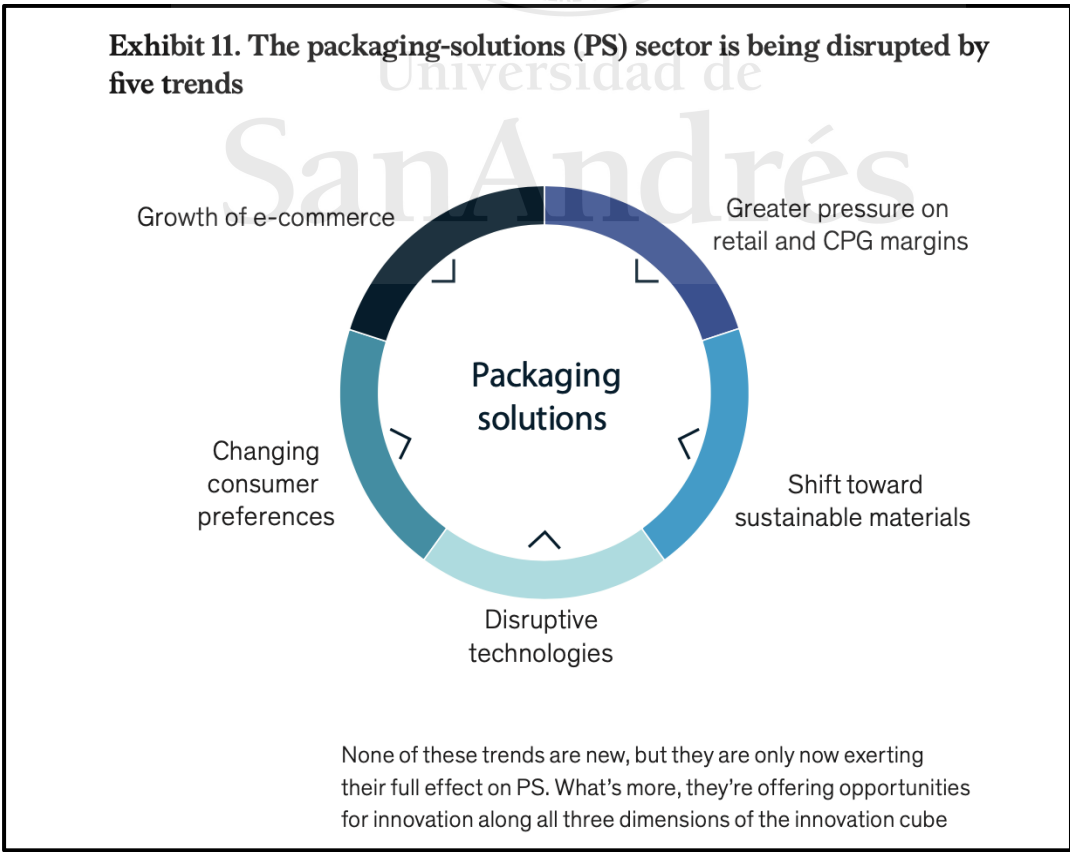 Exhibit 11. The packaging-solutions (PS) sector is being disrupted by
five trends
Universidad de
SanAndrés
Growth of e-commerce
Greater pressure on
retail and CPG margins
Packaging
solutions
Changing
consumer
preferences
Shift toward
sustainable materials
Disruptive
technologies
None of these trends are new, but they are only now exerting
their full effect on PS. What's more, they're offering opportunities
for innovation along all three dimensions of the innovation cube